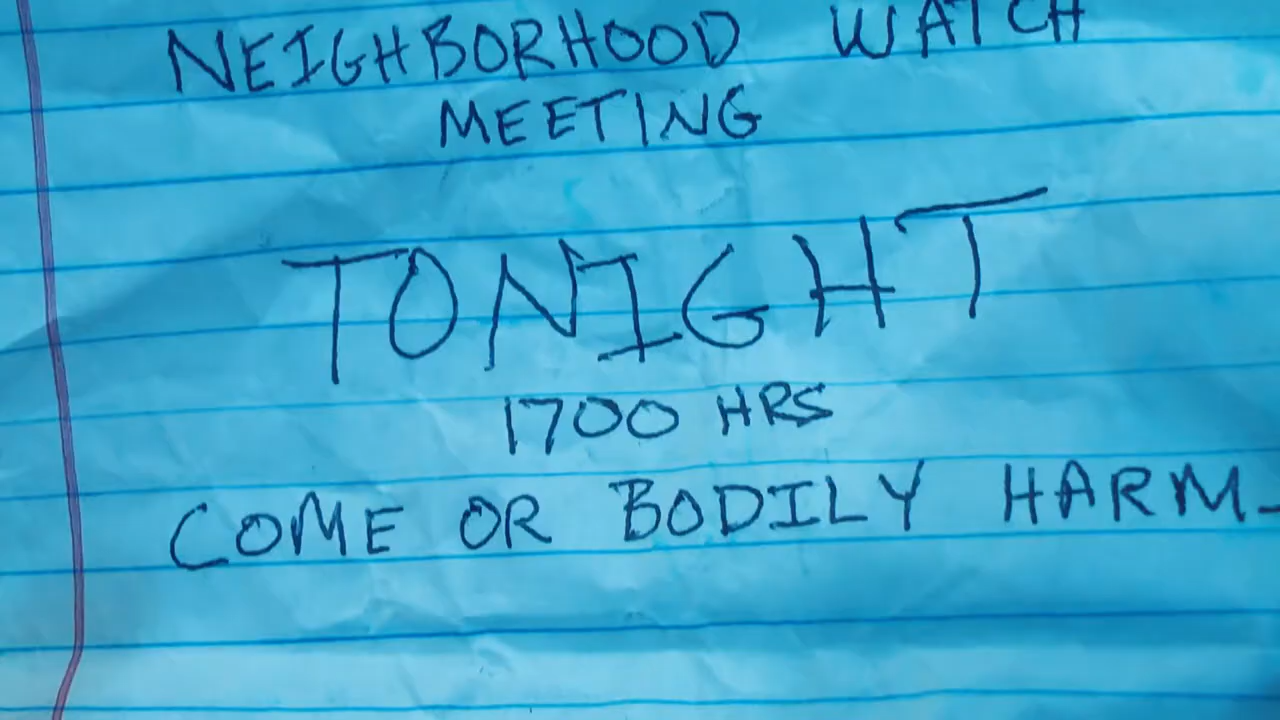 NEIGHBORHOOD WATCH
MEETING
TONIGHT
1700 HRS
COME OR BODILY HARM-